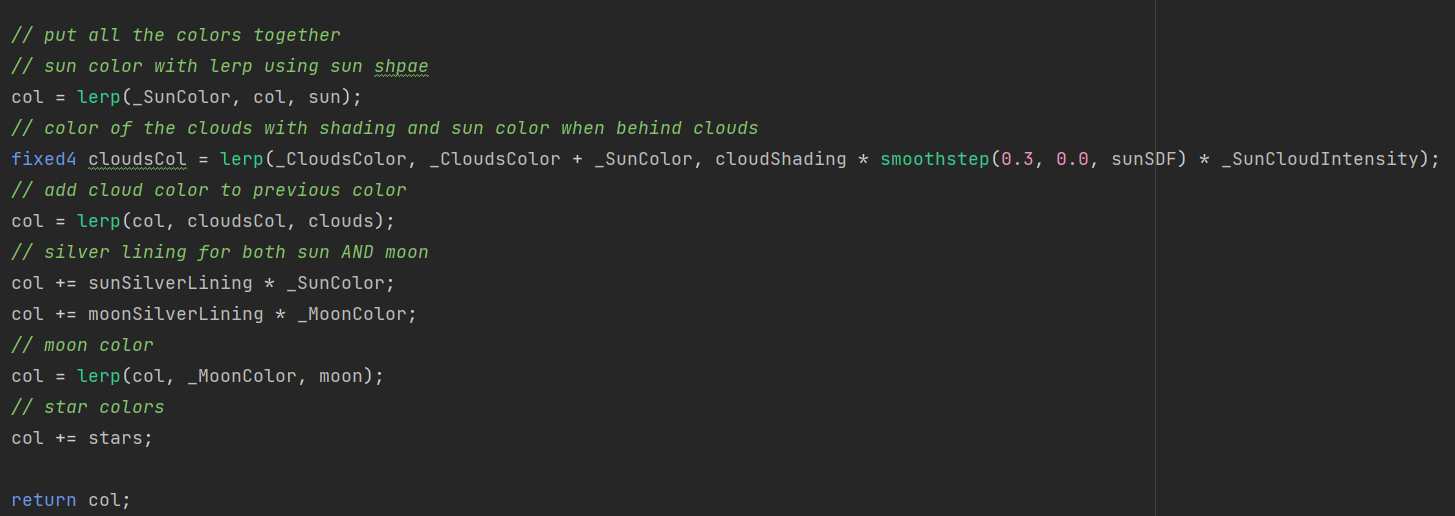 // put all the colors together
// sun color with lerp using sun shpae
col = lerp(_SunColor, col, sun);
// color of the clouds with shading and sun color when behind clouds
fixed4 cloudsCol = lerp(_CloudsColor, _CloudsColor + _SunColor, cloudShading * smoothstep(0.3, 0.0, sunSDF) * _SunCloudIntensity);
// add cloud color to previous color
col = lerp(col, cloudsCol, clouds);
// silver lining for both sun AND moon
col += sunSilverLining * _SunColor;
col += moonSilverLining * _MoonColor;
// moon color
col = lerp(col, _MoonColor, moon);
// star colors
col += stars;
return col;